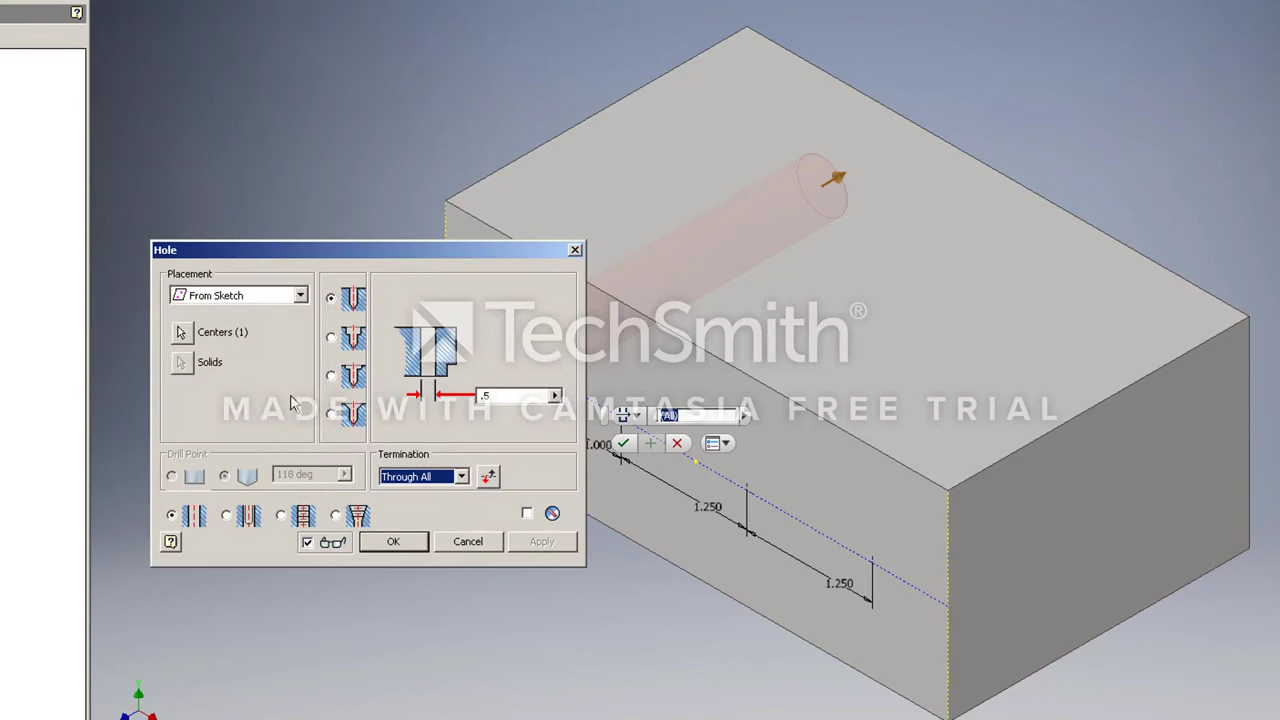 Hole
Placement
From Sketch
Centers (1)
Solids
.5
Drill Point
118 deg
Termination
Through All
OK
Cancel
Apply
1.000
1.250
1.250
TechSmith®
MADE WITH CAMTASIA FREE TRIAL